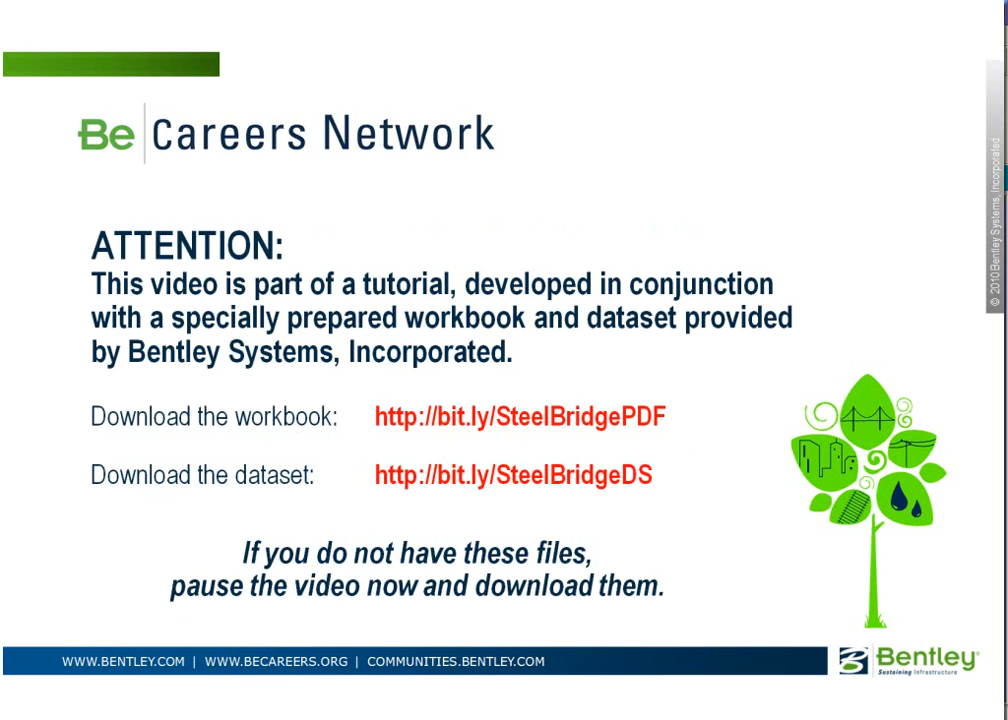 Be Careers Network
© 2010 Bentley Systems, Incorporated
ATTENTION:
This video is part of a tutorial, developed in conjunction
with a specially prepared workbook and dataset provided
by Bentley Systems, Incorporated.
Download the workbook: http://bit.ly/SteelBridgePDF
Download the dataset: http://bit.ly/SteelBridgeDS
If you do not have these files,
pause the video now and download them.
WWW.BENTLEY.COM | WWW.BECAREERS.ORG | COMMUNITIES.BENTLEY.COM
Bentley®
Sustaining Infrastructure